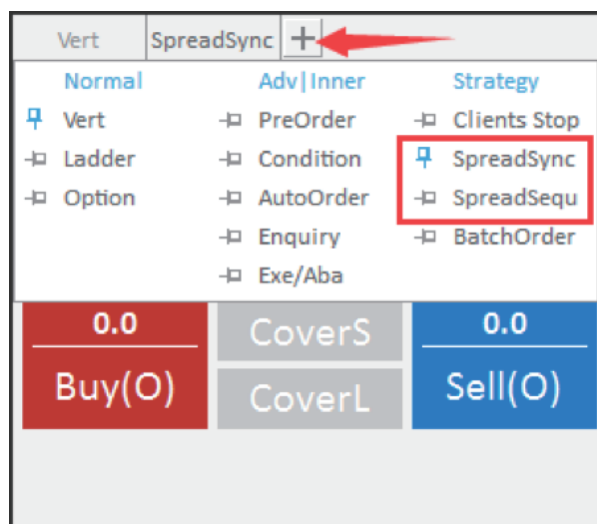 Vert SpreadSync +
Normal Adv|Inner Strategy
Vert PreOrder Clients Stop
Ladder Condition SpreadSync
Option AutoOrder SpreadSequ
Enquiry BatchOrder
Exe/Aba
0.0 CoverS 0.0
Buy(O) CoverL Sell(O)